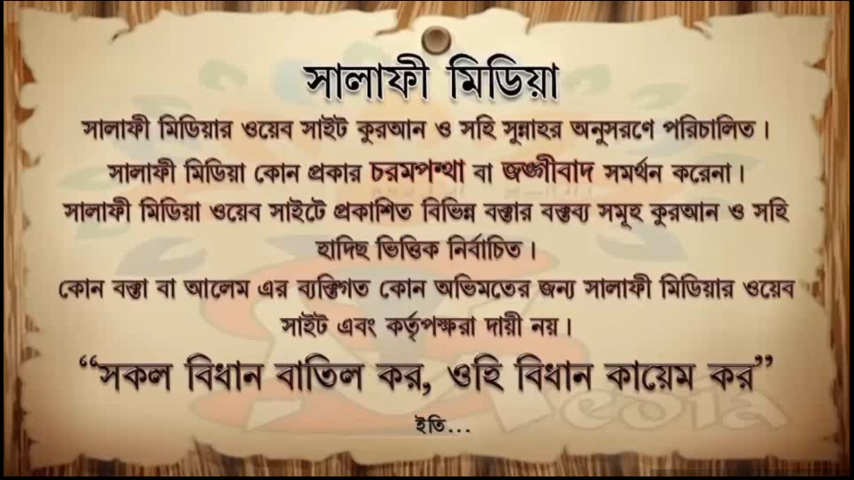 সালাফী মিডিয়া
সালাফী মিডিয়ার ওয়েব সাইট কুরআন ও সহি সুন্নাহর অনুসরণে পরিচালিত।
সালাফী মিডিয়া কোন প্রকার চরমপন্থা বা জঙ্গীবাদ সমর্থন করেনা।
সালাফী মিডিয়া ওয়েব সাইটে প্রকাশিত বিভিন্ন বক্তার বক্তব্য সমূহ কুরআন ও সহি
হাদিছ ভিত্তিক নির্বাচিত।
কোন বক্তা বা আলেম এর ব্যক্তিগত কোন অভিমতের জন্য সালাফী মিডিয়ার ওয়েব
সাইট এবং কর্তৃপক্ষরা দায়ী নয়।
“সকল বিধান বাতিল কর, ওহি বিধান কায়েম কর”
ইতি...